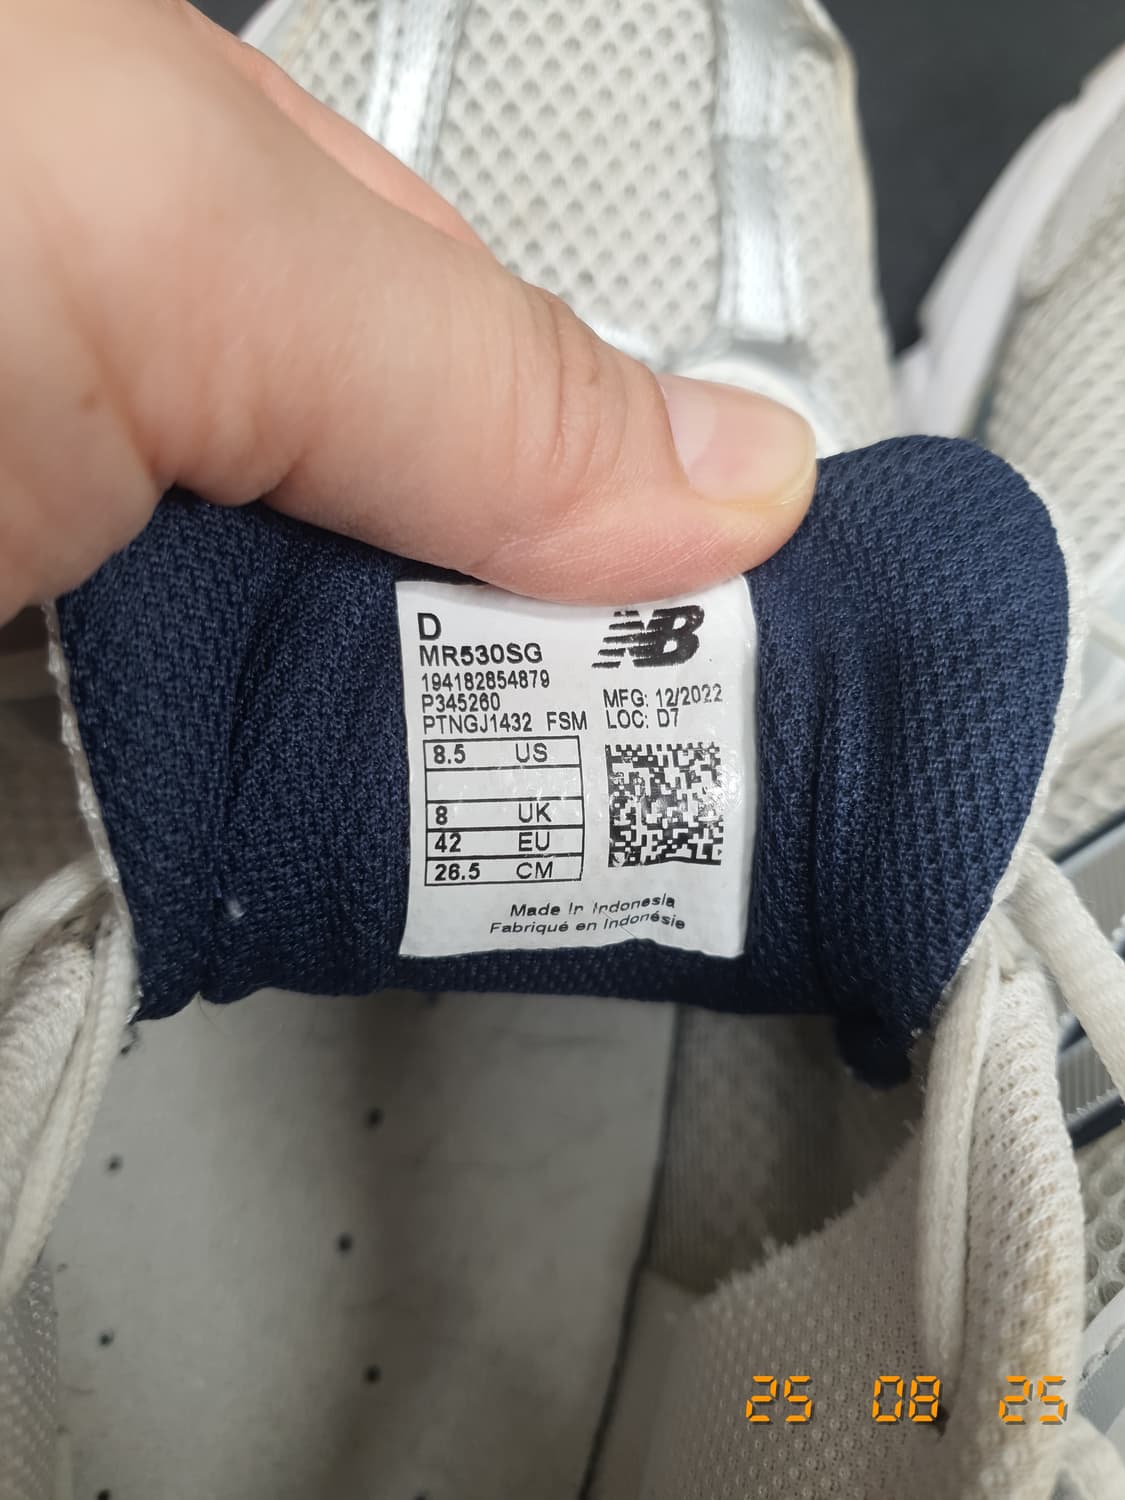 D
NB
MR530SG
194182854879
P345260
MFG: 12/2022
PTNGJ1432 FSM
LOC: D7
8.5 US
8 UK
42 EU
26.5 CM
Made in Indonesia
Fabriqué en Indonésie
25 08 25